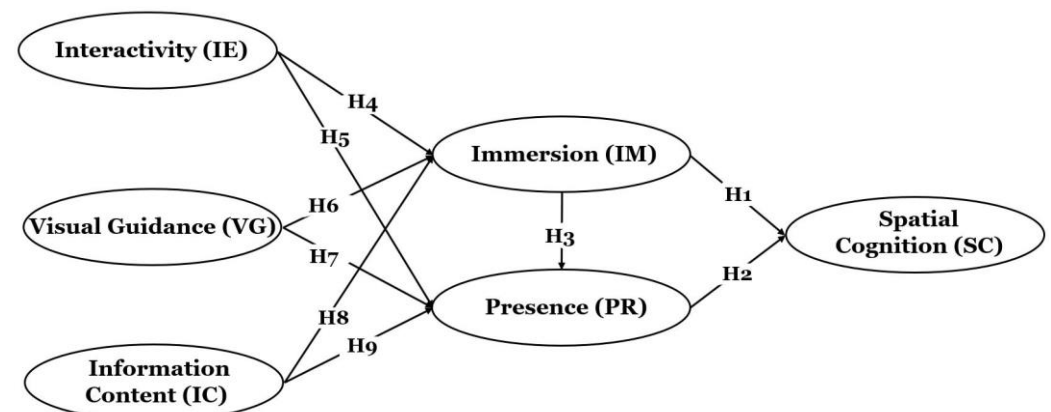 Interactivity (IE)
H4
H5
Immersion (IM)
H1
H6
Visual Guidance (VG)
Spatial
Cognition (SC)
H3
H7
H2
Presence (PR)
H8
H9
Information
Content (IC)